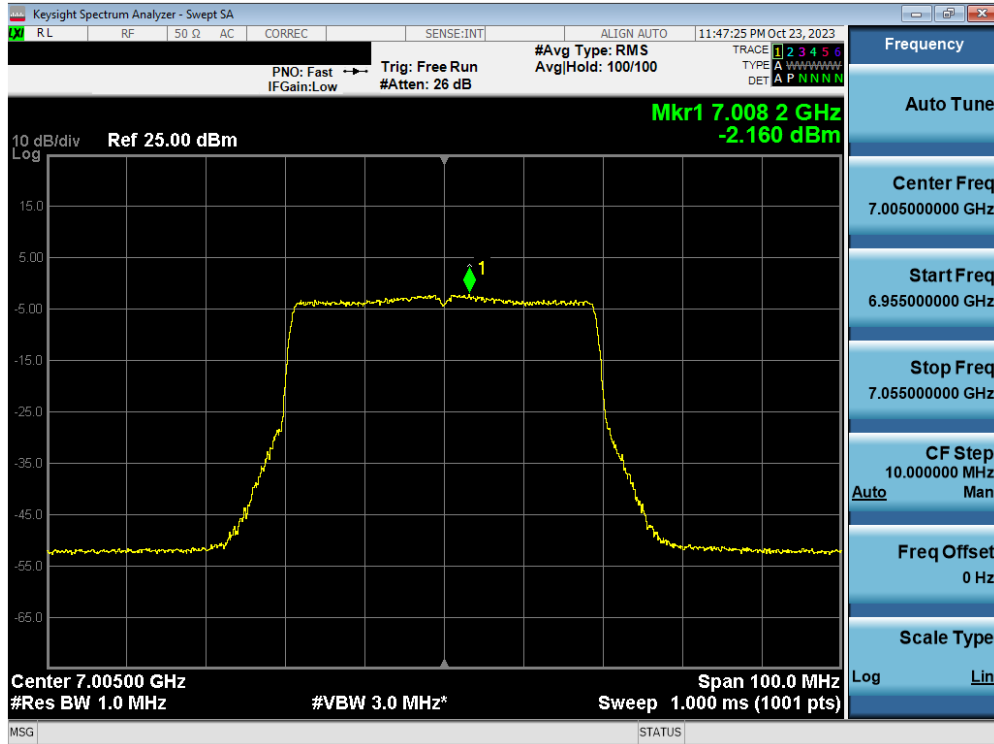 Keysight Spectrum Analyzer - Swept SA
LXI RL RF 50 Ω AC CORREC SENSE:INT ALIGN AUTO 11:47:25 PM Oct 23, 2023
PNO: Fast
IFGain:Low
Trig: Free Run
#Atten: 26 dB
#Avg Type: RMS
Avg|Hold: 100/100
TRACE 1 2 3 4 5 6
TYPE A WWWWW
DET A P N N N N
Mkr1 7.008 2 GHz
-2.160 dBm
10 dB/div Ref 25.00 dBm
Log
15.0
5.00
-5.00
-15.0
-25.0
-35.0
-45.0
-55.0
-65.0
1
Center 7.00500 GHz Span 100.0 MHz
#Res BW 1.0 MHz #VBW 3.0 MHz* Sweep 1.000 ms (1001 pts)
MSG STATUS
Frequency
Auto Tune
Center Freq
7.005000000 GHz
Start Freq
6.955000000 GHz
Stop Freq
7.055000000 GHz
CF Step
10.000000 MHz
Auto Man
Freq Offset
0 Hz
Scale Type
Log Lin